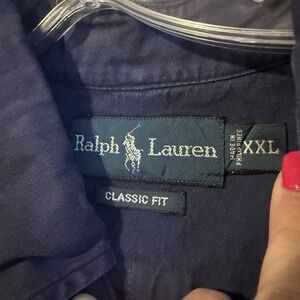 Ralph Lauren
MADE IN
PHILIPPINES
XXL
CLASSIC FIT